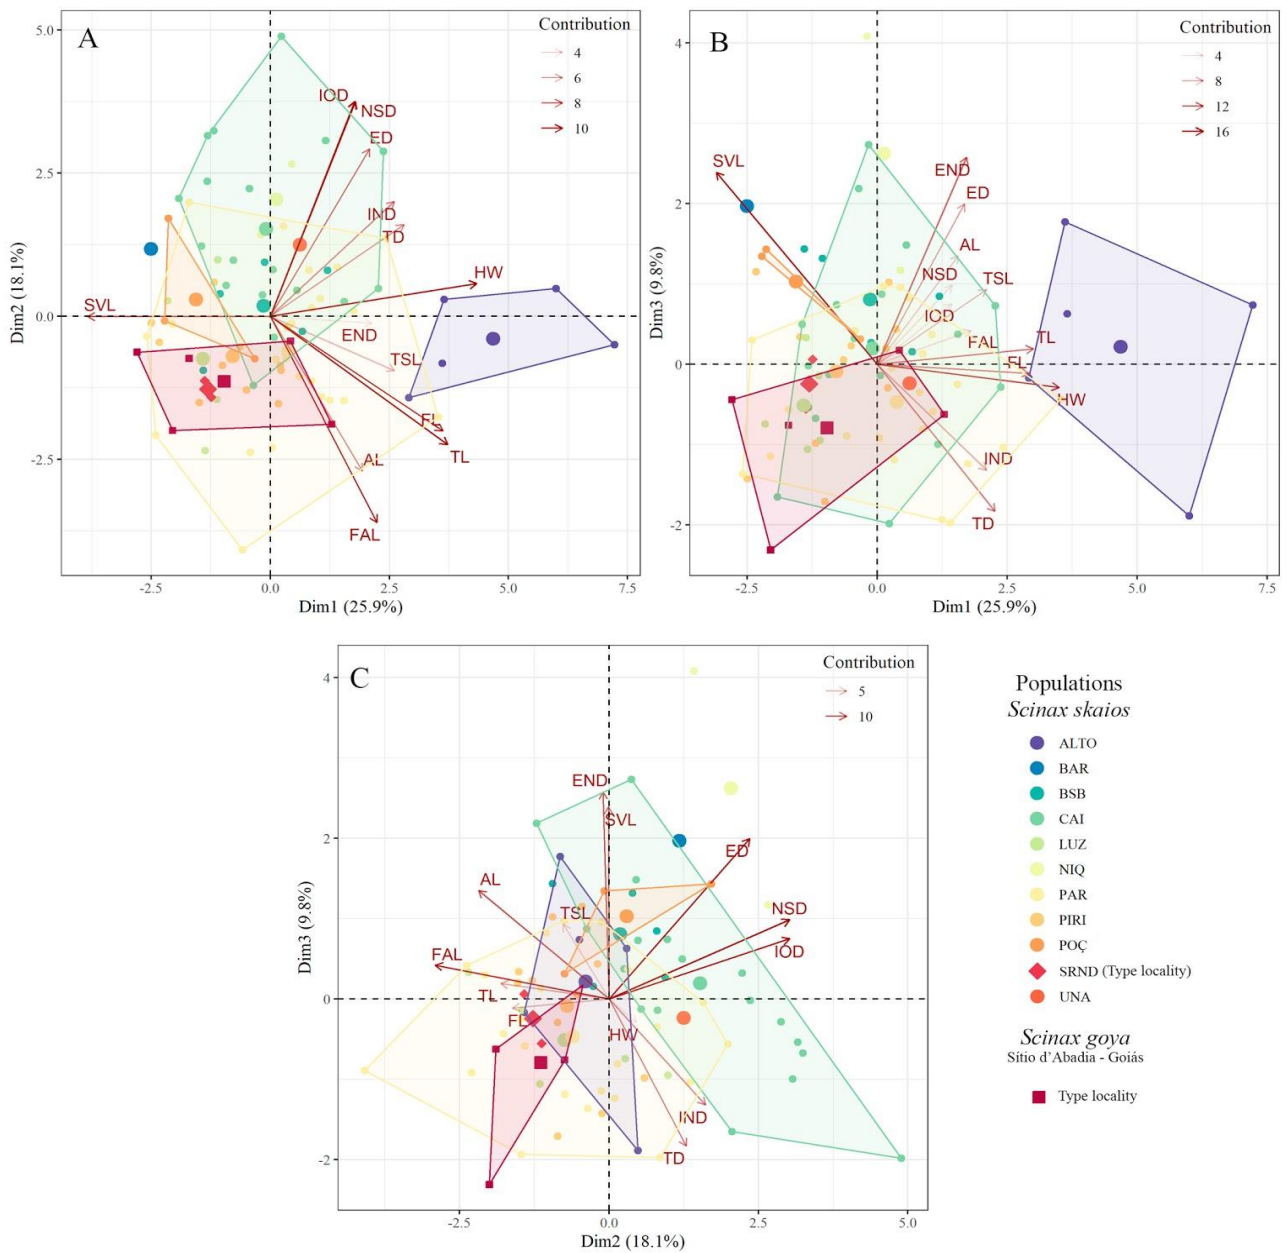 A
Contribution
4
6
8
10
5.0
2.5
0.0
-2.5
Dim2 (18.1%)
IOD
NSD
ED
IND
TD
HW
SVL
END
TSL
FL
TL
AL
FAL
-2.5
0.0
2.5
5.0
7.5
Dim1 (25.9%)
B
Contribution
4
8
12
16
4
2
0
-2
Dim3 (9.8%)
SVL
END
ED
AL
NSD
TSL
IOD
FAL
TL
FL
HW
IND
TD
-2.5
0.0
2.5
5.0
7.5
Dim1 (25.9%)
C
Contribution
5
10
4
2
0
-2
Dim3 (9.8%)
END
SVL
ED
AL
TSL
NSD
IOD
FAL
TL
FL
HW
IND
TD
-2.5
0.0
2.5
5.0
Dim2 (18.1%)
Populations
Scinax skaios
ALTO
BAR
BSB
CAI
LUZ
NIQ
PAR
PIRI
POÇ
SRND (Type locality)
UNA
Scinax goya
Sítio d'Abadia - Goiás
Type locality